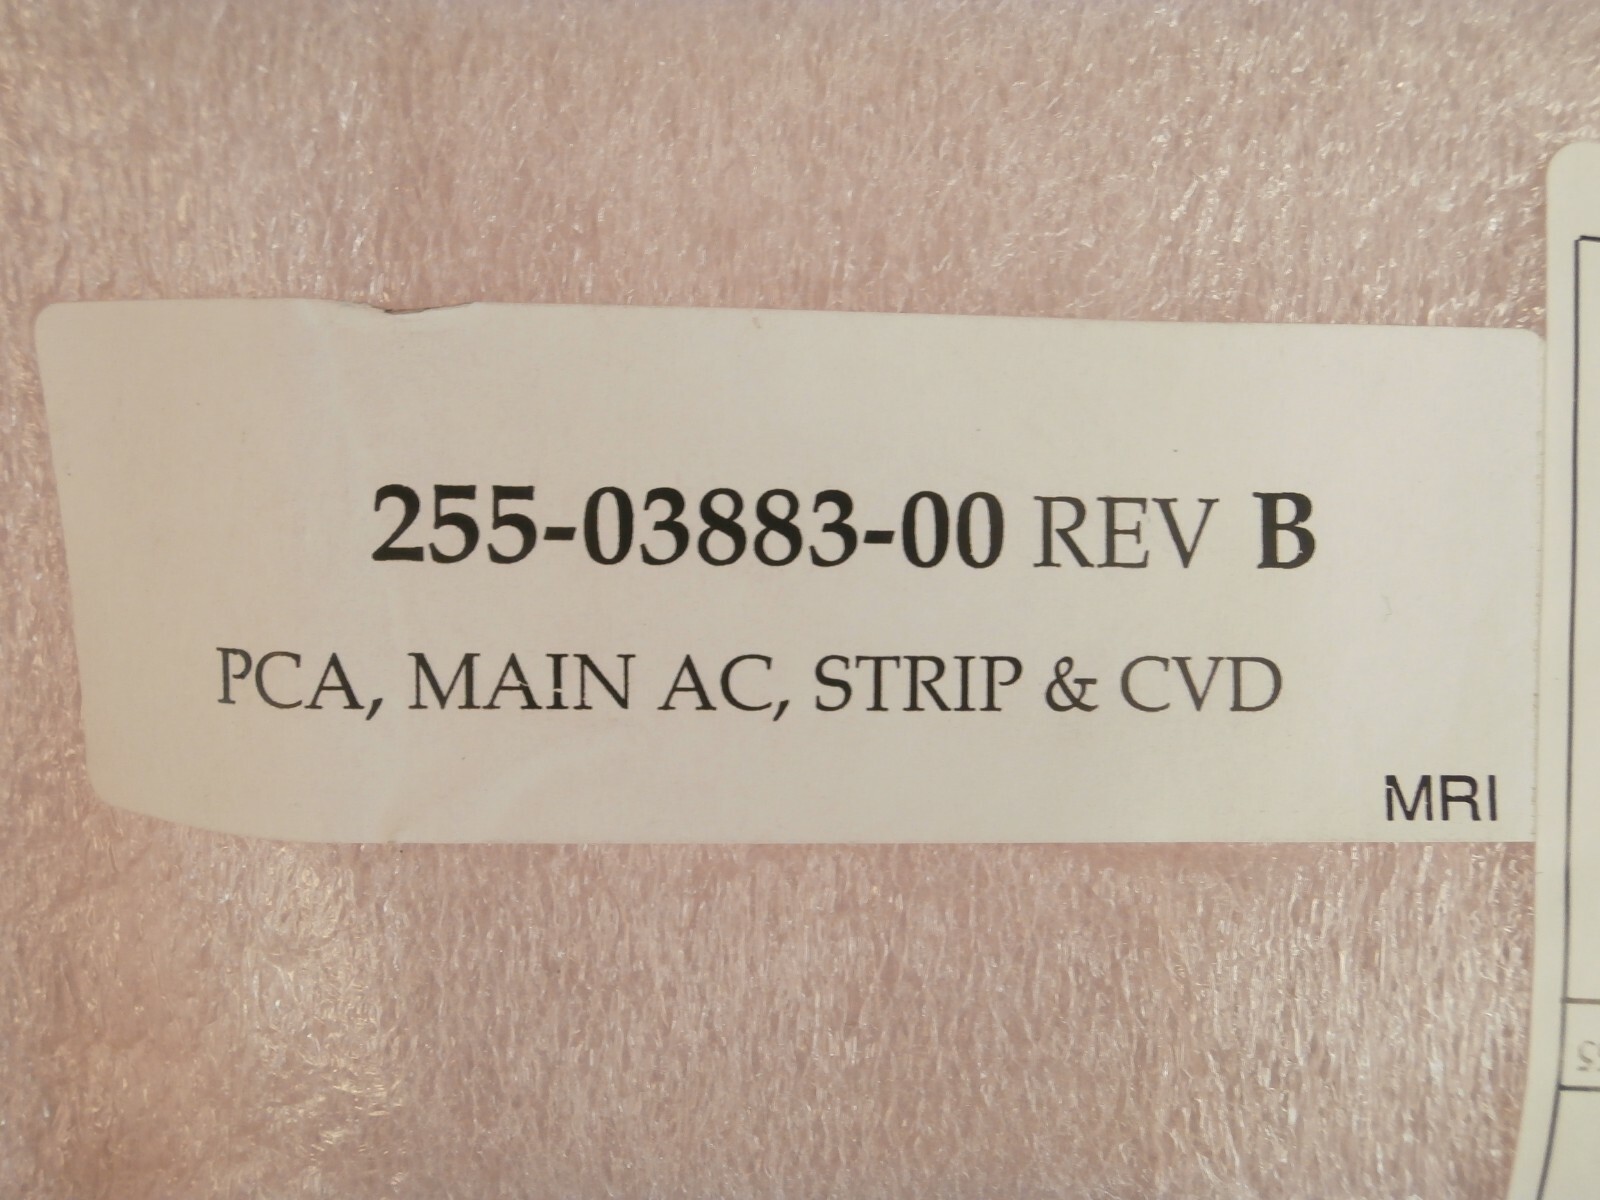 255-03883-00 REV B
PCA, MAIN AC, STRIP & CVD
MRI